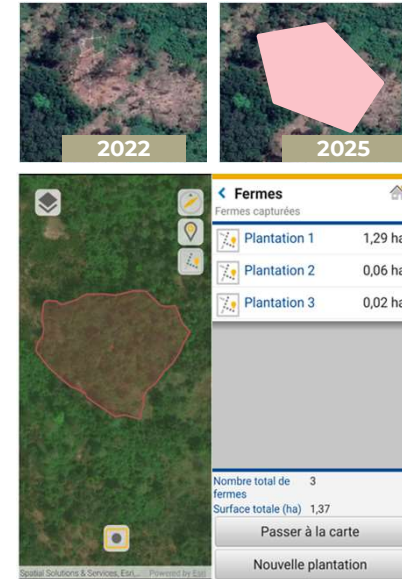 2022
2025
Fermes
Fermes capturées
Plantation 1 1,29 ha
Plantation 2 0,06 ha
Plantation 3 0,02 ha
Nombre total de fermes 3
Surface totale (ha) 1,37
Passer à la carte
Nouvelle plantation
Spatial Solutions & Services, Esri,... Powered by Esri